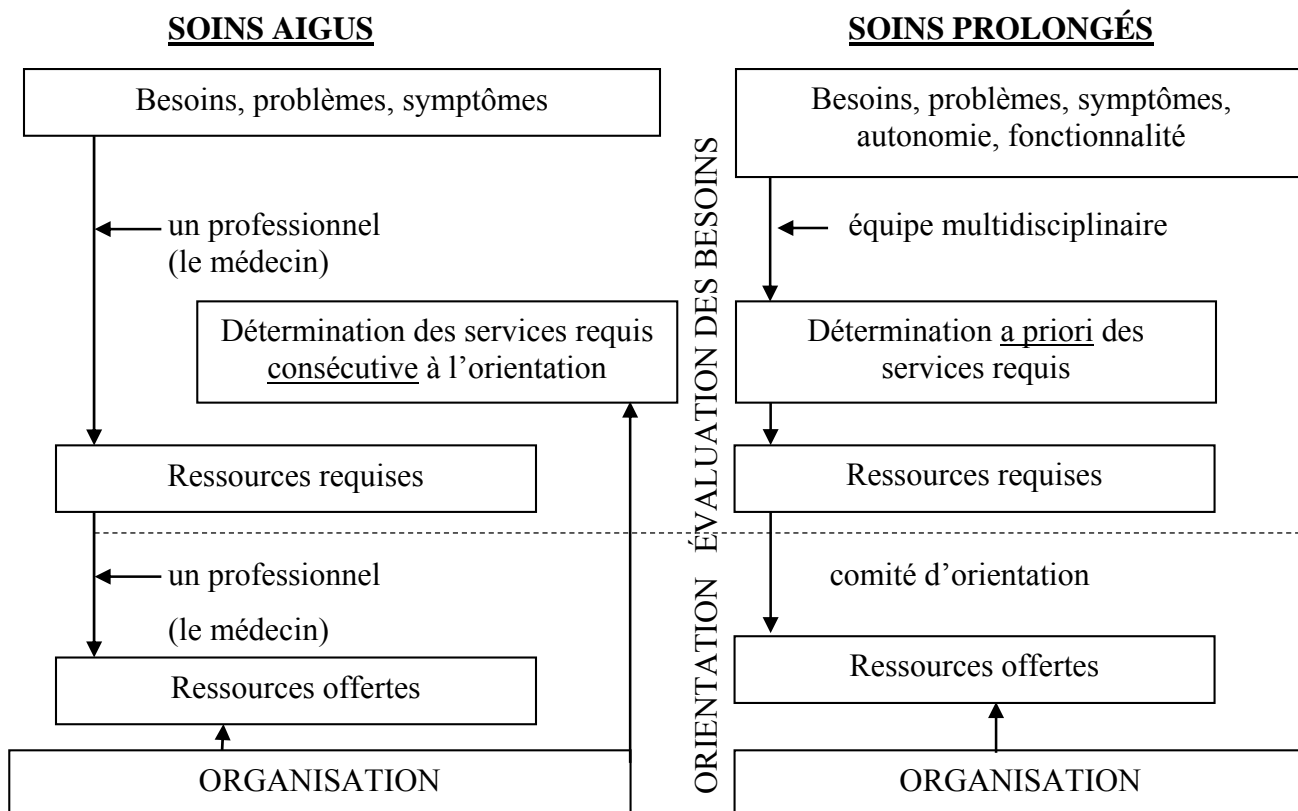 SOINS AIGUS
Besoins, problèmes, symptômes
un professionnel
(le médecin)
Détermination des services requis
consécutive à l’orientation
Ressources requises
un professionnel
(le médecin)
Ressources offertes
ORGANISATION
ORIENTATION ÉVALUATION DES BESOINS
SOINS PROLONGÉS
Besoins, problèmes, symptômes,
autonomie, fonctionnalité
équipe multidisciplinaire
Détermination a priori des
services requis
Ressources requises
comité d’orientation
Ressources offertes
ORGANISATION